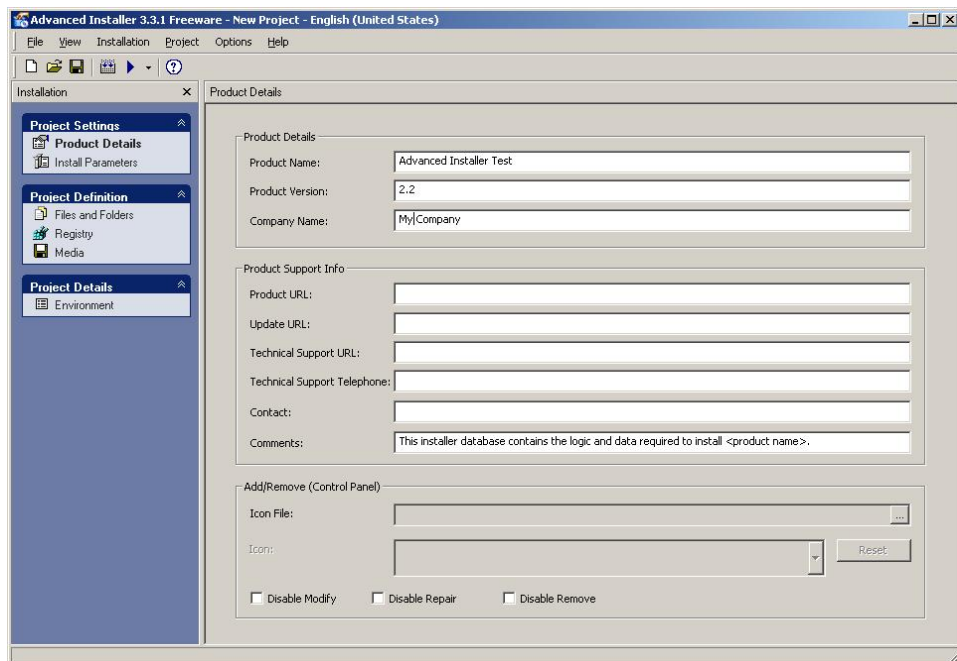 Advanced Installer 3.3.1 Freeware - New Project - English (United States)
File View Installation Project Options Help
Installation
Product Details
Project Settings
Product Details
Install Parameters
Project Definition
Files and Folders
Registry
Media
Project Details
Environment
Product Details
Product Name: Advanced Installer Test
Product Version: 2.2
Company Name: My Company
Product Support Info
Product URL:
Update URL:
Technical Support URL:
Technical Support Telephone:
Contact:
Comments: This installer database contains the logic and data required to install <product name>.
Add/Remove (Control Panel)
Icon File: ...
Icon: Reset
Disable Modify Disable Repair Disable Remove